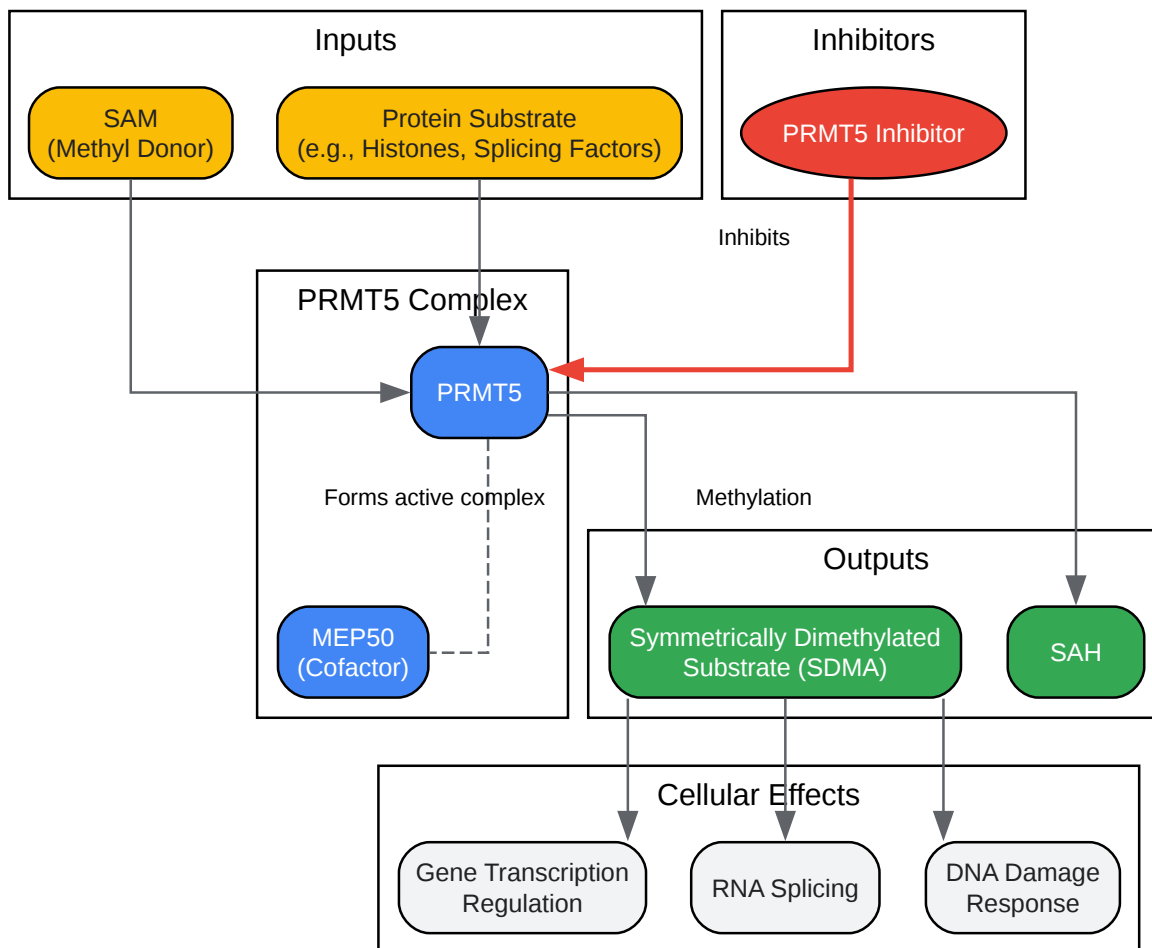 Inputs
Inhibitors
SAM
(Methyl Donor)
Protein Substrate
(e.g., Histones, Splicing Factors)
PRMT5 Inhibitor
Inhibits
PRMT5 Complex
PRMT5
Forms active complex
Methylation
Outputs
MEP50
(Cofactor)
Symmetrically Dimethylated
Substrate (SDMA)
SAH
Cellular Effects
Gene Transcription
Regulation
RNA Splicing
DNA Damage
Response